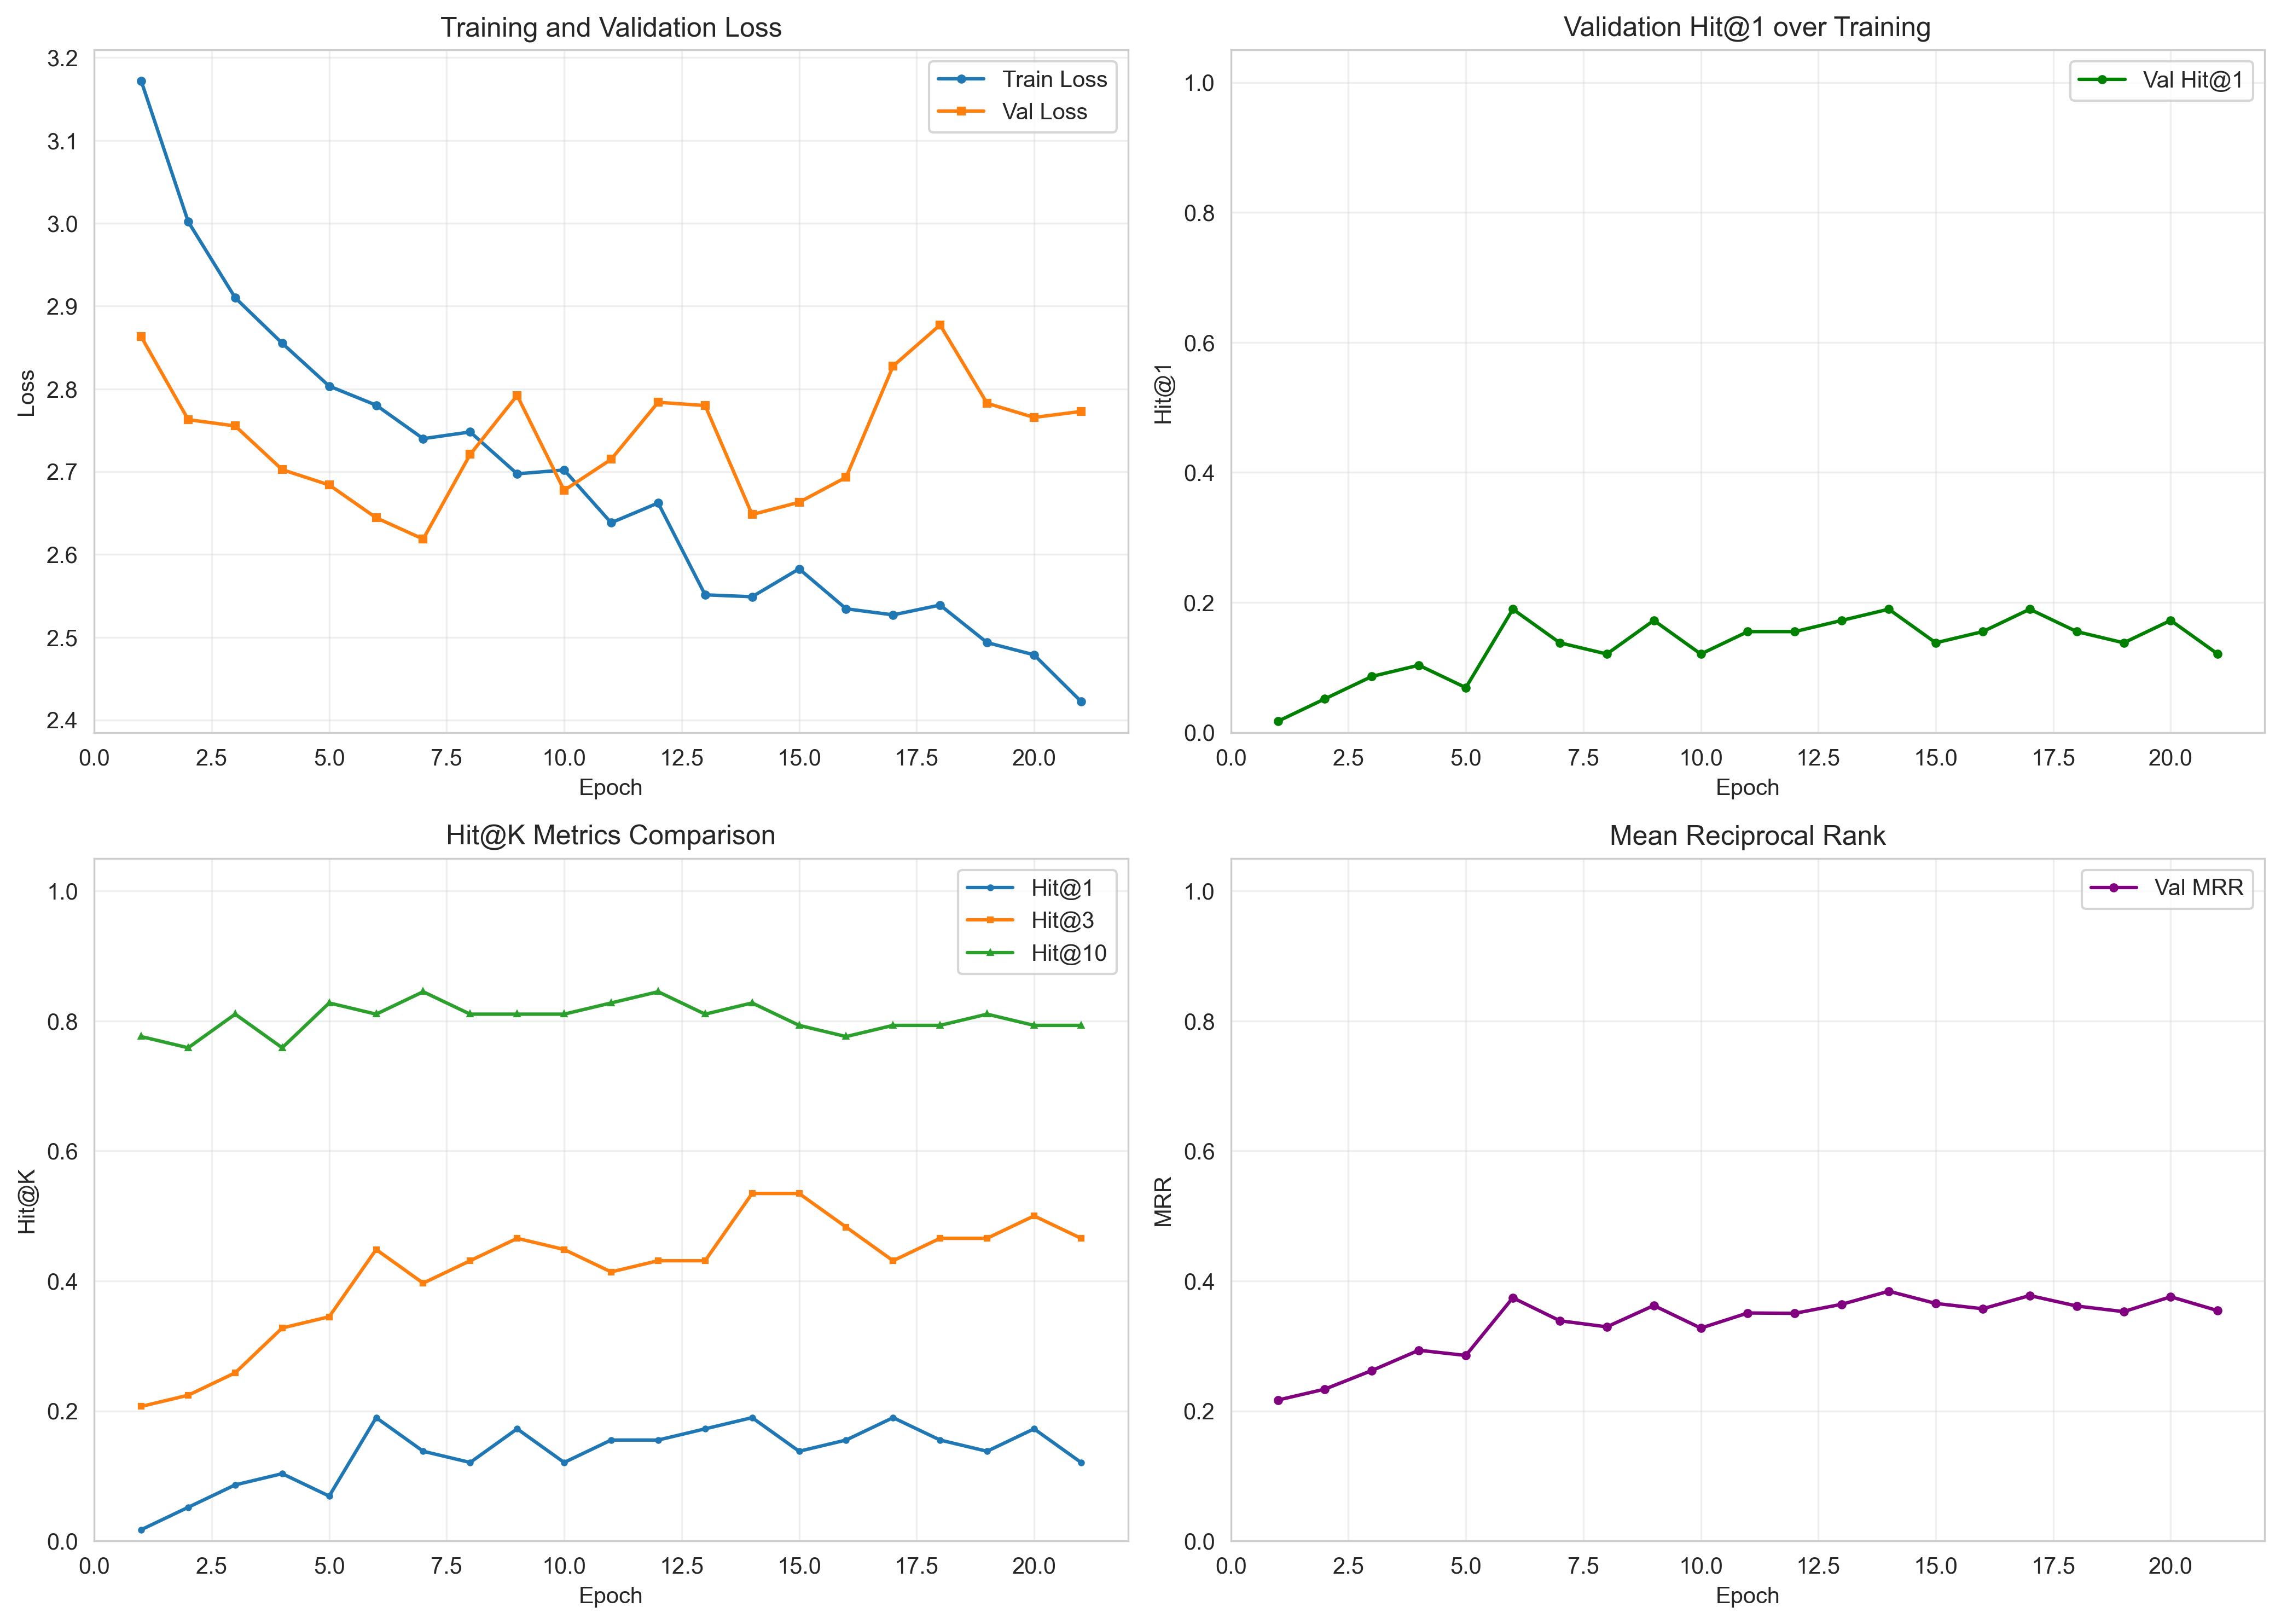 Training and Validation Loss
3.2
3.1
3.0
2.9
2.8
2.7
2.6
2.5
2.4
Loss
Train Loss
Val Loss
0.0 2.5 5.0 7.5 10.0 12.5 15.0 17.5 20.0
Epoch
Validation Hit@1 over Training
1.0
0.8
0.6
0.4
0.2
0.0
Hit@1
Val Hit@1
0.0 2.5 5.0 7.5 10.0 12.5 15.0 17.5 20.0
Epoch
Hit@K Metrics Comparison
1.0
0.8
0.6
0.4
0.2
0.0
Hit@K
Hit@1
Hit@3
Hit@10
0.0 2.5 5.0 7.5 10.0 12.5 15.0 17.5 20.0
Epoch
Mean Reciprocal Rank
1.0
0.8
0.6
0.4
0.2
0.0
MRR
Val MRR
0.0 2.5 5.0 7.5 10.0 12.5 15.0 17.5 20.0
Epoch